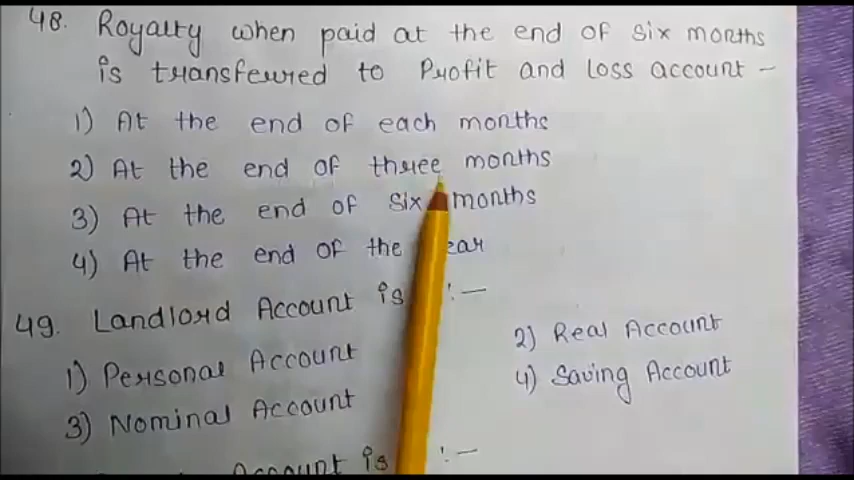 48. Royalty when paid at the end of six months
is transferred to Profit and loss account -
1) At the end of each months
2) At the end of three months
3) At the end of six months
4) At the end of the ear
49. Landlord Account is :-
1) Personal Account
2) Real Account
3) Nominal Account
4) Saving Account
Account is :-